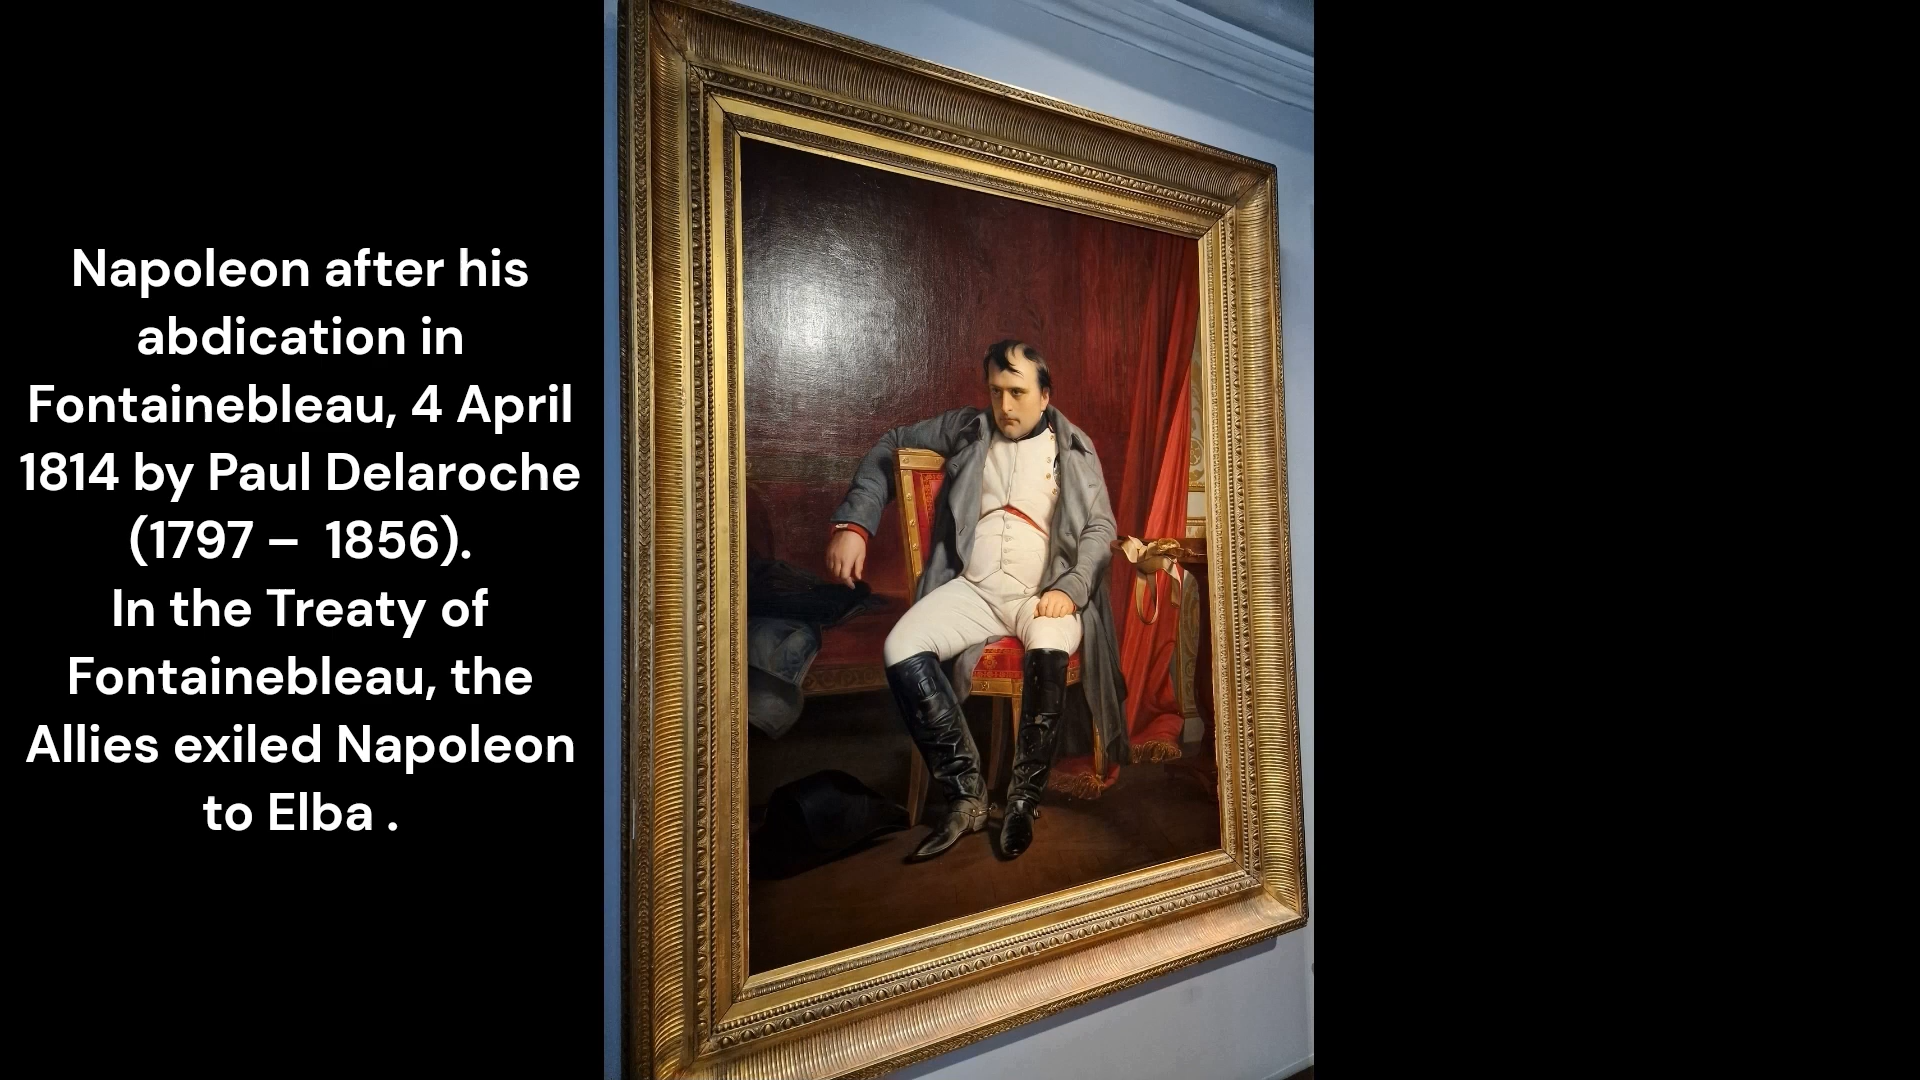 Napoleon after his
abdication in
Fontainebleau, 4 April
1814 by Paul Delaroche
(1797 –  1856).
In the Treaty of
Fontainebleau, the
Allies exiled Napoleon
to Elba .